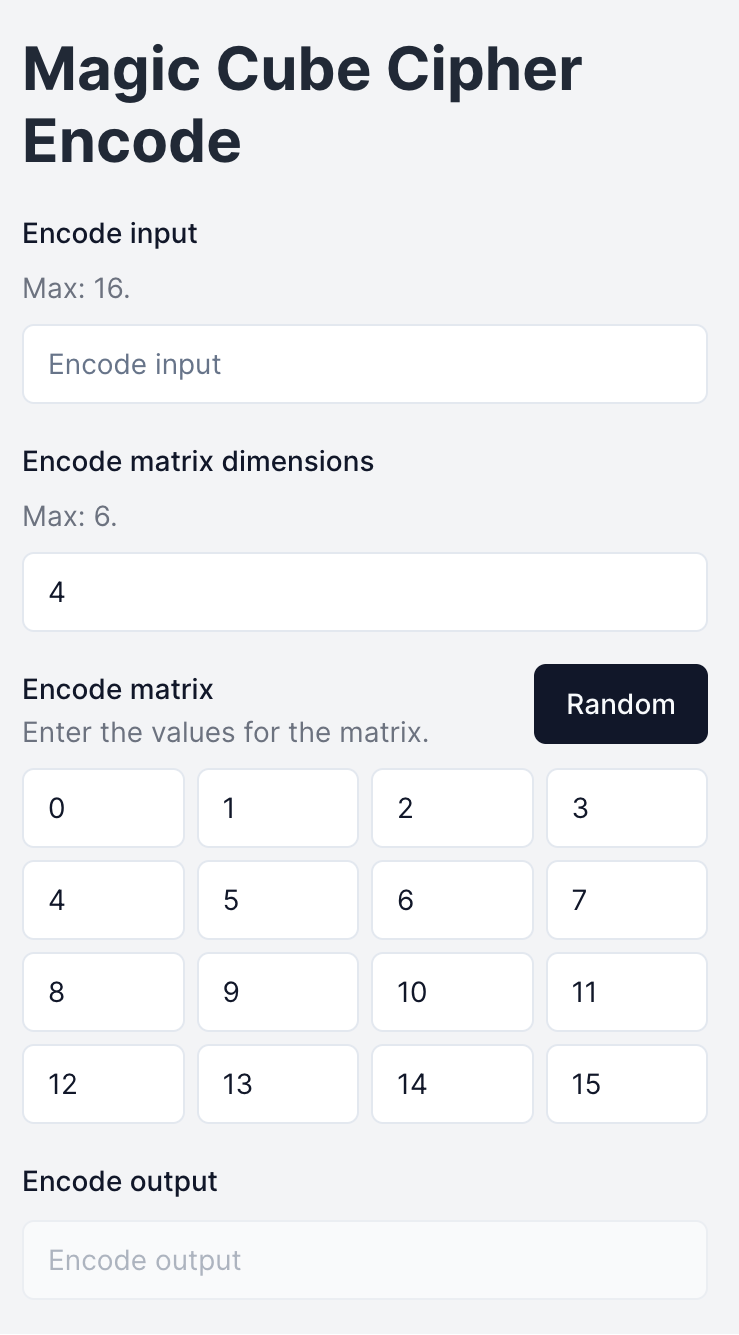 Magic Cube Cipher
Encode
Encode input
Max: 16.
Encode input
Encode matrix dimensions
Max: 6.
4
Encode matrix
Random
Enter the values for the matrix.
0 1 2 3
4 5 6 7
8 9 10 11
12 13 14 15
Encode output
Encode output